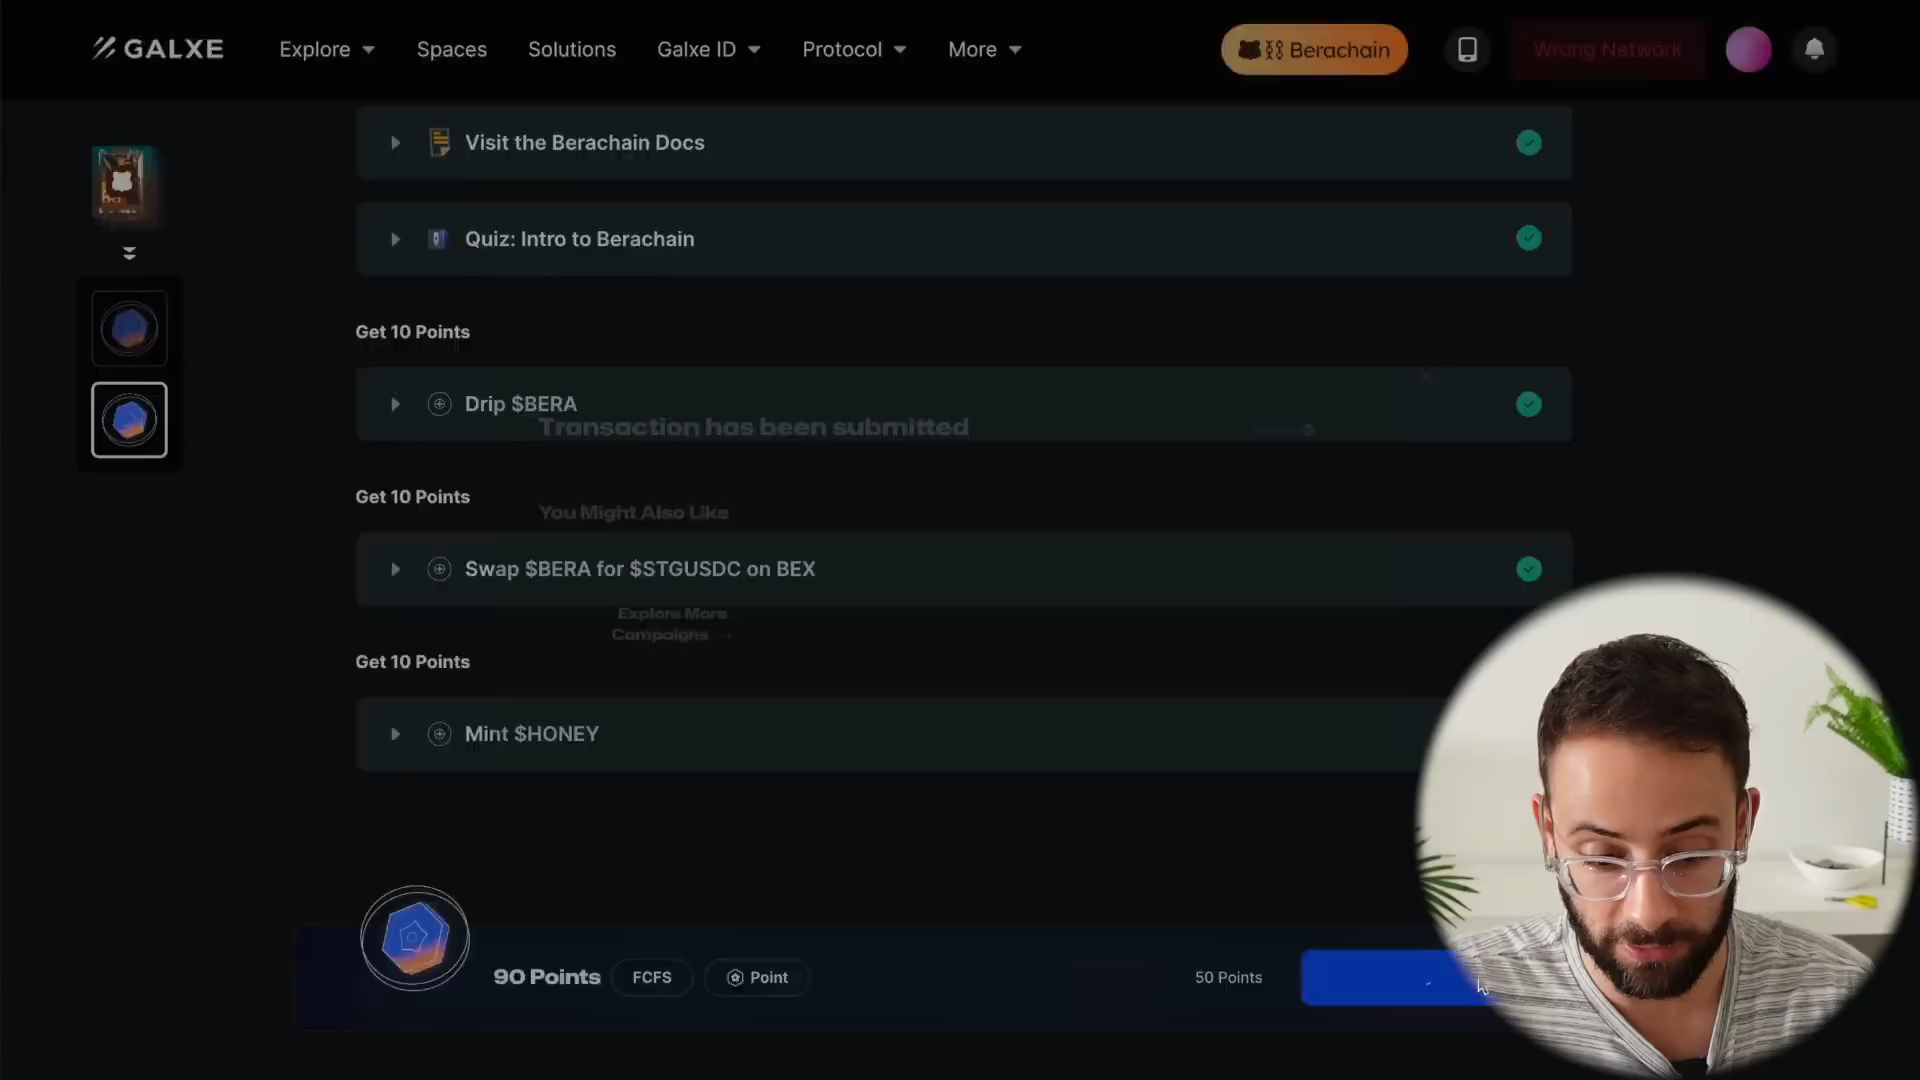 GALXE
Explore
Spaces
Solutions
Galxe ID
Protocol
More
Berachain
Wrong Network
Visit the Berachain Docs
Quiz: Intro to Berachain
Get 10 Points
Drip $BERA
Transaction has been submitted
Get 10 Points
You Might Also Like
Swap $BERA for $STGUSDC on BEX
Explore More
Campaigns
Get 10 Points
Mint $HONEY
90 Points
FCFS
Point
50 Points